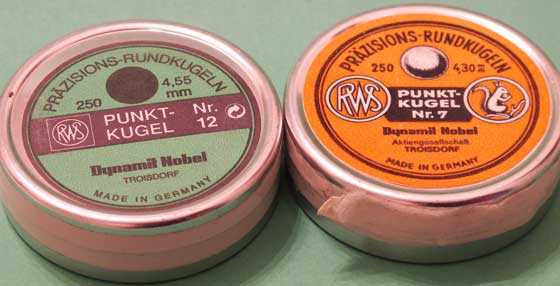 PRÄZISIONS-RUNDKUGELN
250
4,55
mm
RWS
PUNKT-
KUGEL
Nr.
12
Dynamit Nobel
TROISDORF
MADE IN GERMANY
PRÄZISIONS-RUNDKUGELN
250
4,30 mm
RWS
PUNKT-
KUGEL
Nr. 7
Dynamit Nobel
Aktiengesellschaft
TROISDORF
MADE IN GERMANY